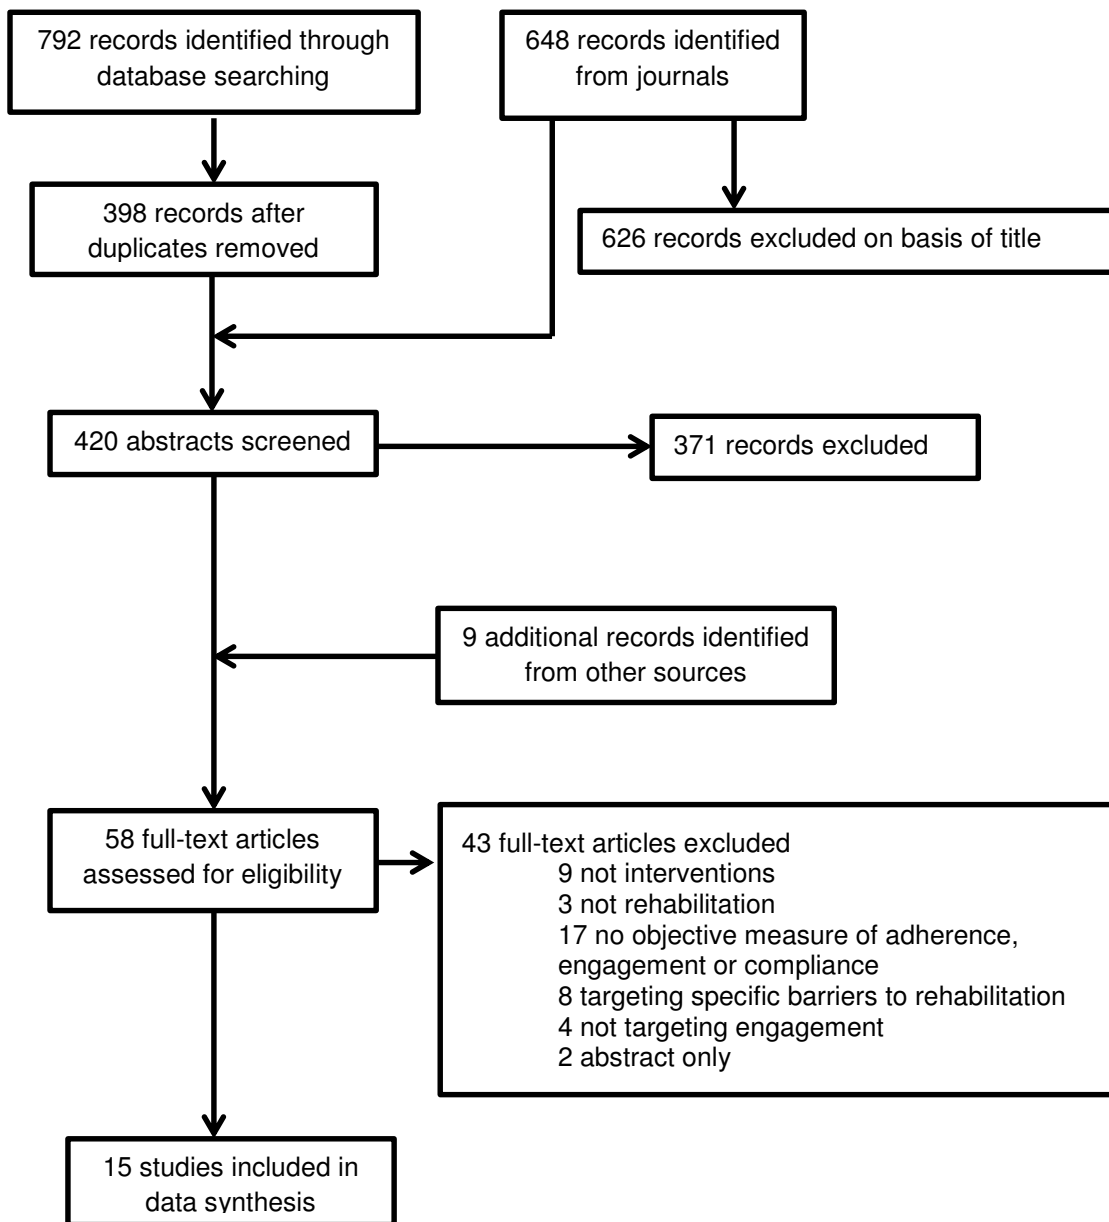 792 records identified through
database searching
648 records identified
from journals
398 records after
duplicates removed
626 records excluded on basis of title
420 abstracts screened
371 records excluded
9 additional records identified
from other sources
58 full-text articles
assessed for eligibility
43 full-text articles excluded
9 not interventions
3 not rehabilitation
17 no objective measure of adherence,
engagement or compliance
8 targeting specific barriers to rehabilitation
4 not targeting engagement
2 abstract only
15 studies included in
data synthesis